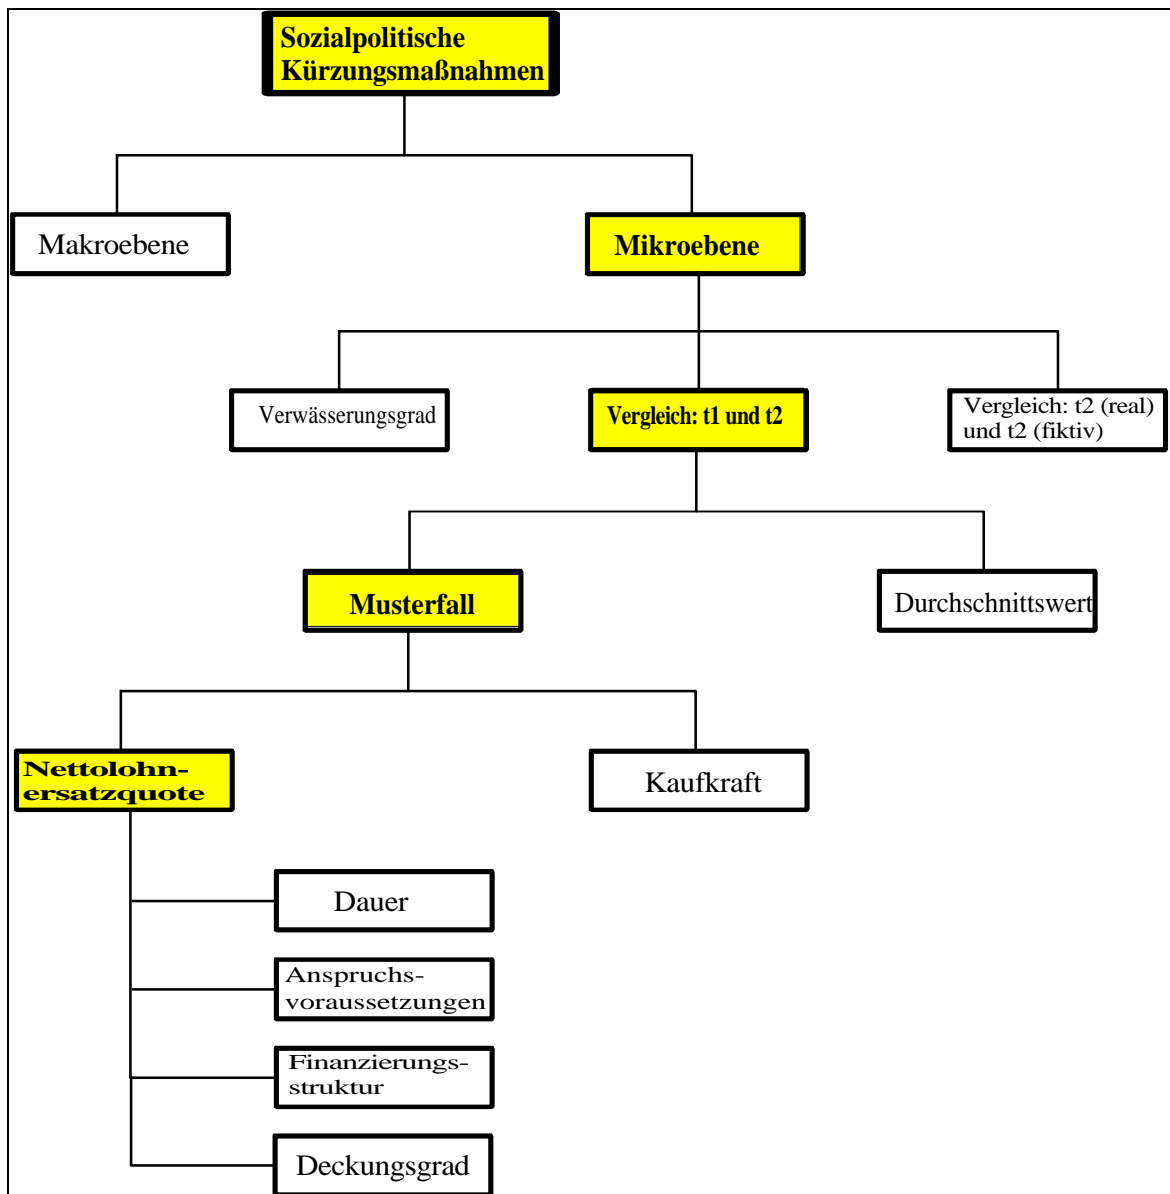 Sozialpolitische
Kürzungsmaßnahmen
Makroebene
Mikroebene
Verwässerungsgrad
Vergleich: t1 und t2
Vergleich: t2 (real)
und t2 (fiktiv)
Musterfall
Durchschnittswert
Nettolohn-
ersatzquote
Kaufkraft
Dauer
Anspruchs-
voraussetzungen
Finanzierungs-
struktur
Deckungsgrad